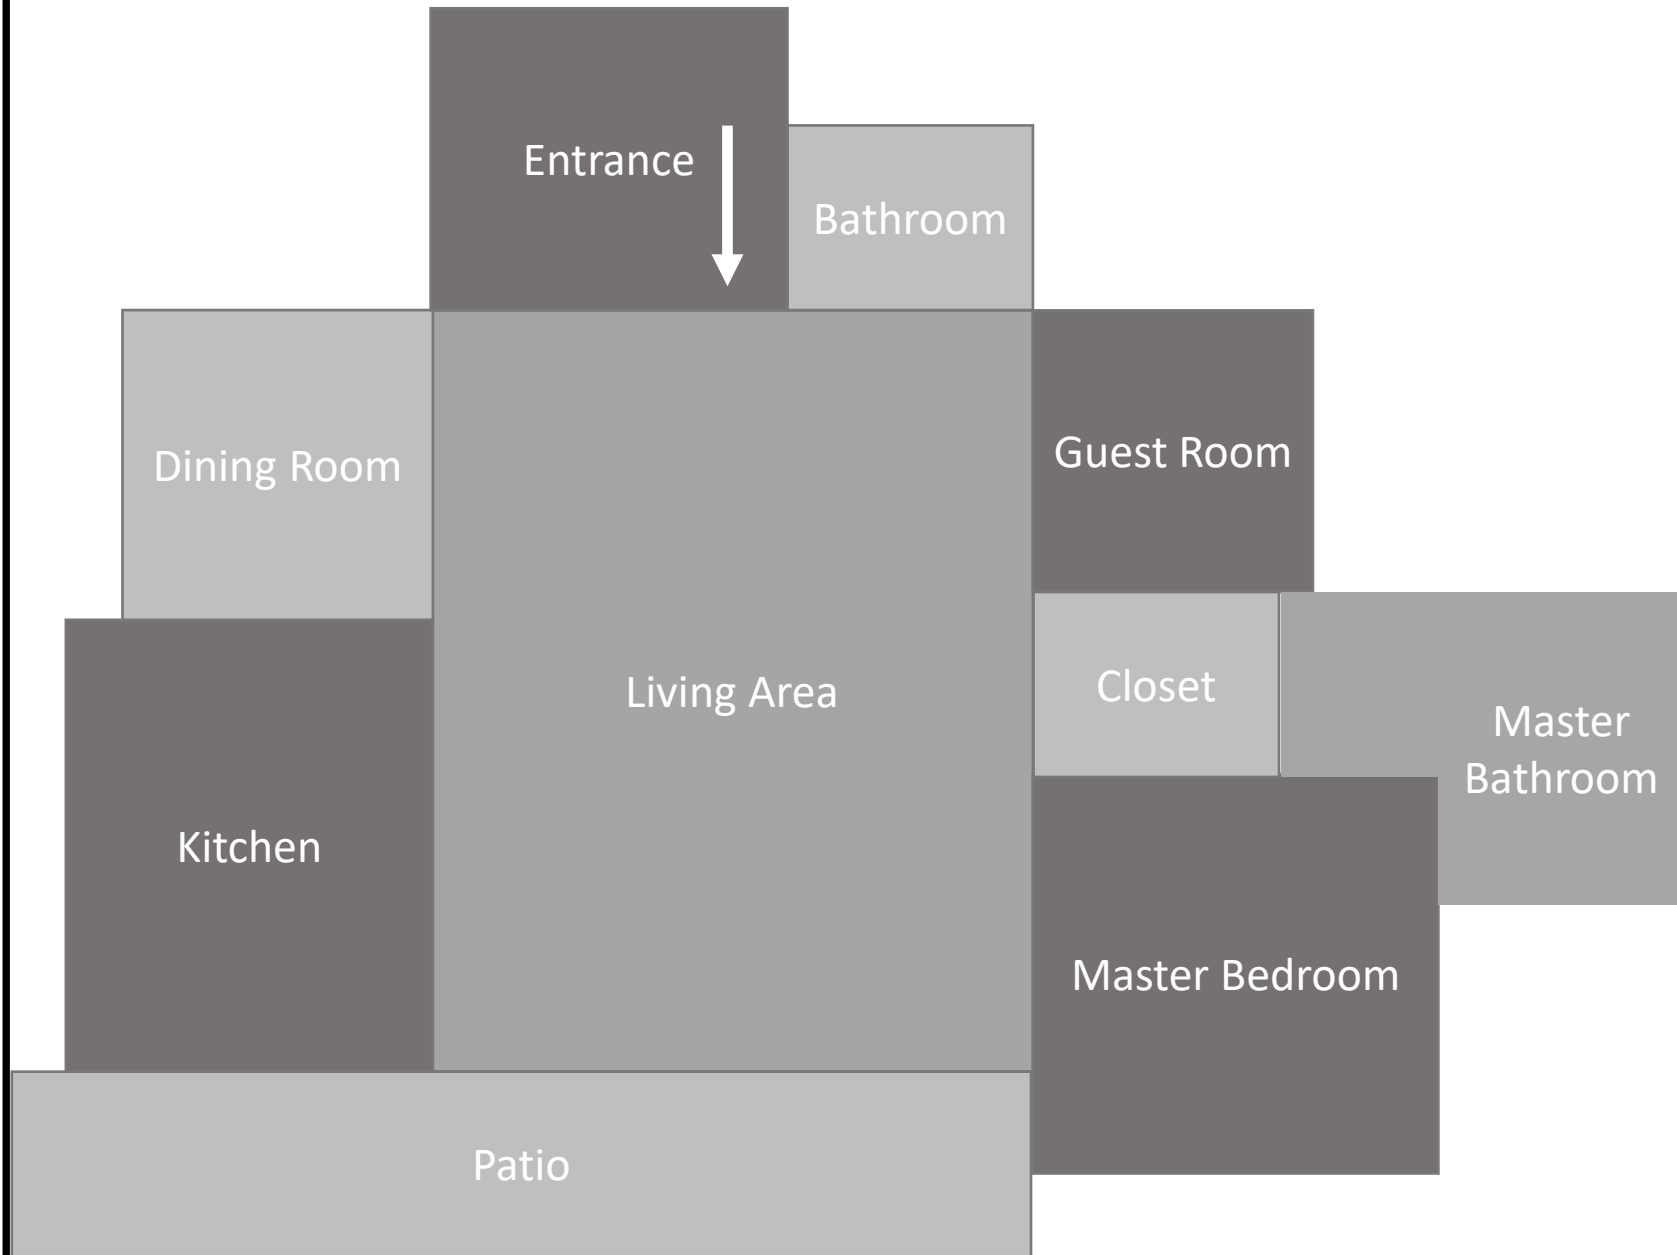 Entrance
Bathroom
Dining Room
Guest Room
Living Area
Closet
Master
Bathroom
Kitchen
Master Bedroom
Patio